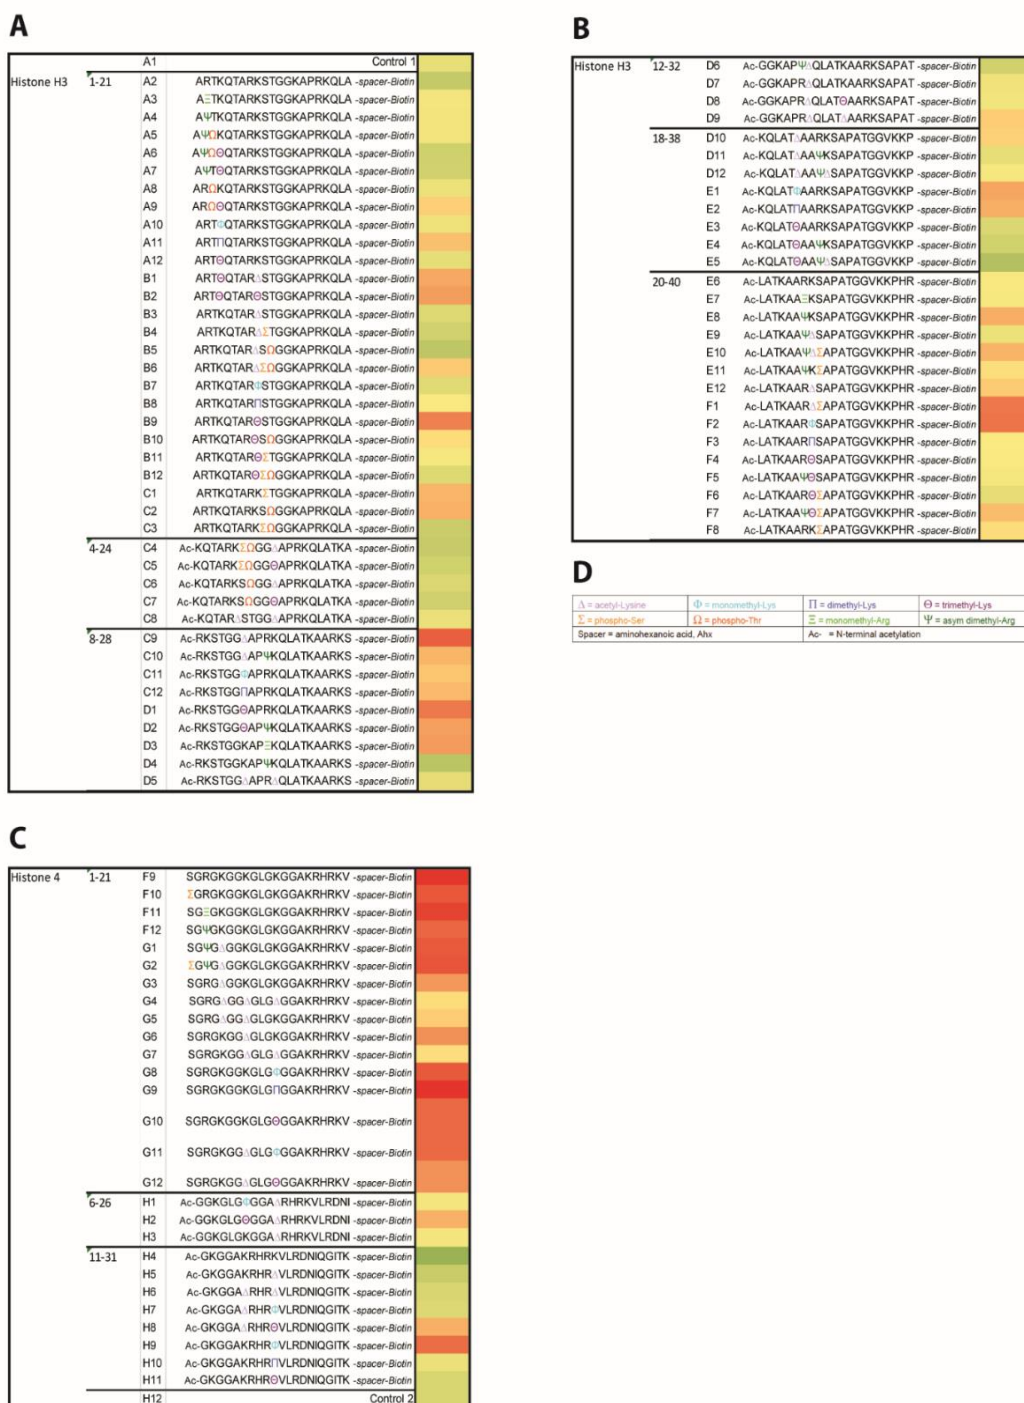 A
A1 Control 1
Histone H3 1-21 A2 ARTKQTARKSTGGKAPRKQLA -spacer-Biotin
A3 AΞTKQTARKSTGGKAPRKQLA -spacer-Biotin
A4 AΨTKQTARKSTGGKAPRKQLA -spacer-Biotin
A5 AΨΩKQTARKSTGGKAPRKQLA -spacer-Biotin
A6 AΨΩΘQTARKSTGGKAPRKQLA -spacer-Biotin
A7 AΨTΘQTARKSTGGKAPRKQLA -spacer-Biotin
A8 ARΩKQTARKSTGGKAPRKQLA -spacer-Biotin
A9 ARΩΘQTARKSTGGKAPRKQLA -spacer-Biotin
A10 ARTΦQTARKSTGGKAPRKQLA -spacer-Biotin
A11 ARTΠQTARKSTGGKAPRKQLA -spacer-Biotin
A12 ARTΘQTARKSTGGKAPRKQLA -spacer-Biotin
B1 ARTΘQTARΔSTGGKAPRKQLA -spacer-Biotin
B2 ARTΘQTARΘSTGGKAPRKQLA -spacer-Biotin
B3 ARTKQTARΔSTGGKAPRKQLA -spacer-Biotin
B4 ARTKQTARΔΣTGGKAPRKQLA -spacer-Biotin
B5 ARTKQTARΔSΩGGKAPRKQLA -spacer-Biotin
B6 ARTKQTARΔΣΩGGKAPRKQLA -spacer-Biotin
B7 ARTKQTARΦSTGGKAPRKQLA -spacer-Biotin
B8 ARTKQTARΠSTGGKAPRKQLA -spacer-Biotin
B9 ARTKQTARΘSTGGKAPRKQLA -spacer-Biotin
B10 ARTKQTARΘSΩGGKAPRKQLA -spacer-Biotin
B11 ARTKQTARΘΣTGGKAPRKQLA -spacer-Biotin
B12 ARTKQTARΘΣΩGGKAPRKQLA -spacer-Biotin
C1 ARTKQTARKΣTGGKAPRKQLA -spacer-Biotin
C2 ARTKQTARKSΩGGKAPRKQLA -spacer-Biotin
C3 ARTKQTARKΣΩGGKAPRKQLA -spacer-Biotin
4-24 C4 Ac-KQTARKΣΩGGΔAPRKQLATKA -spacer-Biotin
C5 Ac-KQTARKΣΩGGΘAPRKQLATKA -spacer-Biotin
C6 Ac-KQTARKSΩGGΔAPRKQLATKA -spacer-Biotin
C7 Ac-KQTARKSΩGGΘAPRKQLATKA -spacer-Biotin
C8 Ac-KQTARΔSTGGΔAPRKQLATKA -spacer-Biotin
8-28 C9 Ac-RKSTGGΔAPRKQLATKAARKS -spacer-Biotin
C10 Ac-RKSTGGΔAPΨKQLATKAARKS -spacer-Biotin
C11 Ac-RKSTGGΦAPRKQLATKAARKS -spacer-Biotin
C12 Ac-RKSTGGΠAPRKQLATKAARKS -spacer-Biotin
D1 Ac-RKSTGGΘAPRKQLATKAARKS -spacer-Biotin
D2 Ac-RKSTGGΘAPΨKQLATKAARKS -spacer-Biotin
D3 Ac-RKSTGGKAPΞKQLATKAARKS -spacer-Biotin
D4 Ac-RKSTGGKAPΨKQLATKAARKS -spacer-Biotin
D5 Ac-RKSTGGΔAPRΔQLATKAARKS -spacer-Biotin
B
Histone H3 12-32 D6 Ac-GGKAPΨΔQLATKAARKSAPAT -spacer-Biotin
D7 Ac-GGKAPRΔQLATKAARKSAPAT -spacer-Biotin
D8 Ac-GGKAPRΔQLATΘAARKSAPAT -spacer-Biotin
D9 Ac-GGKAPRΔQLATΔAARKSAPAT -spacer-Biotin
18-38 D10 Ac-KQLATΔAARKSAPATGGVKKP -spacer-Biotin
D11 Ac-KQLATΔAAΨKSAPATGGVKKP -spacer-Biotin
D12 Ac-KQLATΔAAΨΔSAPATGGVKKP -spacer-Biotin
E1 Ac-KQLATΦAARKSAPATGGVKKP -spacer-Biotin
E2 Ac-KQLATΠAARKSAPATGGVKKP -spacer-Biotin
E3 Ac-KQLATΘAARKSAPATGGVKKP -spacer-Biotin
E4 Ac-KQLATΘAAΨKSAPATGGVKKP -spacer-Biotin
E5 Ac-KQLATΘAAΨΔSAPATGGVKKP -spacer-Biotin
20-40 E6 Ac-LATKAARKSAPATGGVKKPHR -spacer-Biotin
E7 Ac-LATKAAΞKSAPATGGVKKPHR -spacer-Biotin
E8 Ac-LATKAAΨKSAPATGGVKKPHR -spacer-Biotin
E9 Ac-LATKAAΨΔSAPATGGVKKPHR -spacer-Biotin
E10 Ac-LATKAAΨΔΣAPATGGVKKPHR -spacer-Biotin
E11 Ac-LATKAAΨKΣAPATGGVKKPHR -spacer-Biotin
E12 Ac-LATKAARΔSAPATGGVKKPHR -spacer-Biotin
F1 Ac-LATKAARΔΣAPATGGVKKPHR -spacer-Biotin
F2 Ac-LATKAARΦSAPATGGVKKPHR -spacer-Biotin
F3 Ac-LATKAARΠSAPATGGVKKPHR -spacer-Biotin
F4 Ac-LATKAARΘSAPATGGVKKPHR -spacer-Biotin
F5 Ac-LATKAAΨΘSAPATGGVKKPHR -spacer-Biotin
F6 Ac-LATKAARΘΣAPATGGVKKPHR -spacer-Biotin
F7 Ac-LATKAAΨΘΣAPATGGVKKPHR -spacer-Biotin
F8 Ac-LATKAARKΣAPATGGVKKPHR -spacer-Biotin
D
Δ = acetyl-Lysine Φ = monomethyl-Lys Π = dimethyl-Lys Θ = trimethyl-Lys
Σ = phospho-Ser Ω = phospho-Thr Ξ = monomethyl-Arg Ψ = asym dimethyl-Arg
Spacer = aminohexanoic acid, Ahx Ac- = N-terminal acetylation
C
Histone 4 1-21 F9 SGRGKGGKGLGKGGAKRHRKV -spacer-Biotin
F10 ΣGRGKGGKGLGKGGAKRHRKV -spacer-Biotin
F11 SGΞGKGGKGLGKGGAKRHRKV -spacer-Biotin
F12 SGΨGKGGKGLGKGGAKRHRKV -spacer-Biotin
G1 SGΨGΔGGKGLGKGGAKRHRKV -spacer-Biotin
G2 ΣGΨGΔGGKGLGKGGAKRHRKV -spacer-Biotin
G3 SGRGΔGGKGLGKGGAKRHRKV -spacer-Biotin
G4 SGRGΔGGΔGLGΔGGAKRHRKV -spacer-Biotin
G5 SGRGΔGGΔGLGKGGAKRHRKV -spacer-Biotin
G6 SGRGKGGΔGLGKGGAKRHRKV -spacer-Biotin
G7 SGRGKGGΔGLGΔGGAKRHRKV -spacer-Biotin
G8 SGRGKGGKGLGΦGGAKRHRKV -spacer-Biotin
G9 SGRGKGGKGLGΠGGAKRHRKV -spacer-Biotin
G10 SGRGKGGKGLGΘGGAKRHRKV -spacer-Biotin
G11 SGRGKGGΔGLGΦGGAKRHRKV -spacer-Biotin
G12 SGRGKGGΔGLGΘGGAKRHRKV -spacer-Biotin
6-26 H1 Ac-GGKGLGΦGGAΔRHRKVLRDNI -spacer-Biotin
H2 Ac-GGKGLGΘGGAΔRHRKVLRDNI -spacer-Biotin
H3 Ac-GGKGLGKGGAΔRHRKVLRDNI -spacer-Biotin
11-31 H4 Ac-GKGGAKRHRKVLRDNIQGITK -spacer-Biotin
H5 Ac-GKGGAKRHRΔVLRDNIQGITK -spacer-Biotin
H6 Ac-GKGGAΔRHRΔVLRDNIQGITK -spacer-Biotin
H7 Ac-GKGGAΔRHRΦVLRDNIQGITK -spacer-Biotin
H8 Ac-GKGGAΔRHRΘVLRDNIQGITK -spacer-Biotin
H9 Ac-GKGGAKRHRΦVLRDNIQGITK -spacer-Biotin
H10 Ac-GKGGAKRHRΠVLRDNIQGITK -spacer-Biotin
H11 Ac-GKGGAKRHRΘVLRDNIQGITK -spacer-Biotin
H12 Control 2